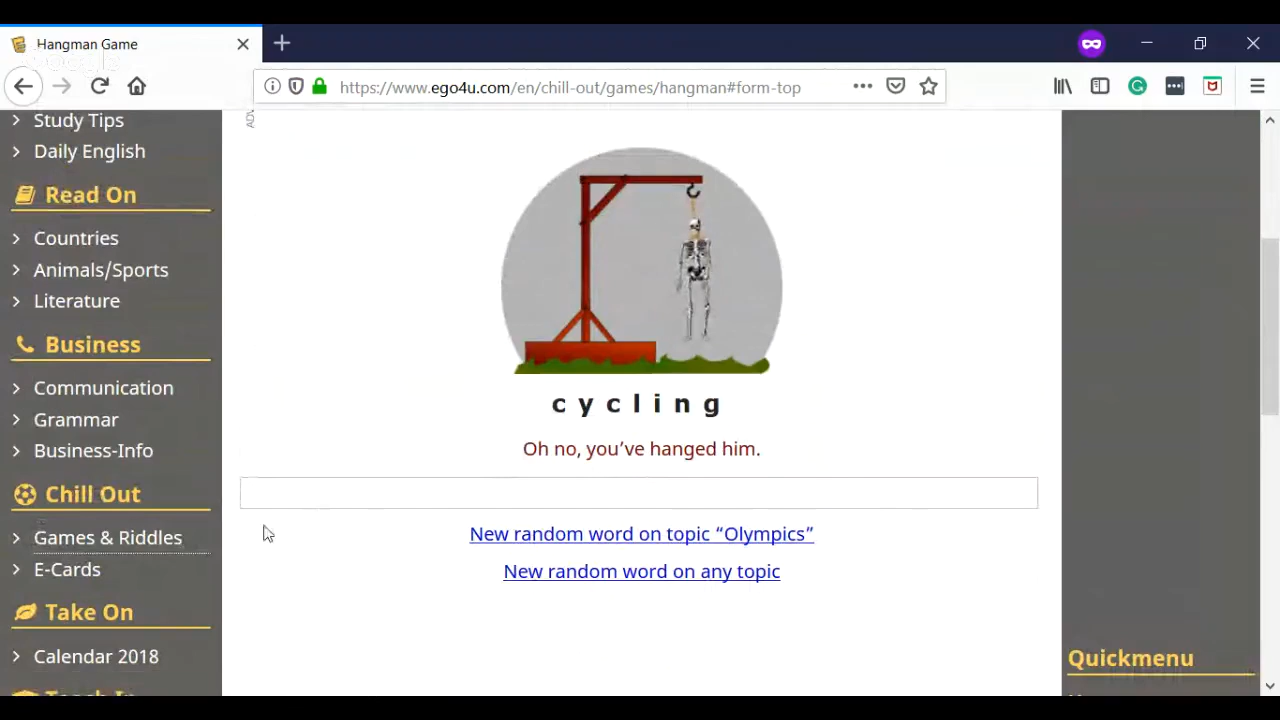 Hangman Game
https://www.ego4u.com/en/chill-out/games/hangman#form-top
Study Tips
Daily English
Read On
Countries
Animals/Sports
Literature
Business
Communication
Grammar
Business-Info
Chill Out
Games & Riddles
E-Cards
Take On
Calendar 2018
cycling
Oh no, you’ve hanged him.
New random word on topic “Olympics”
New random word on any topic
Quickmenu